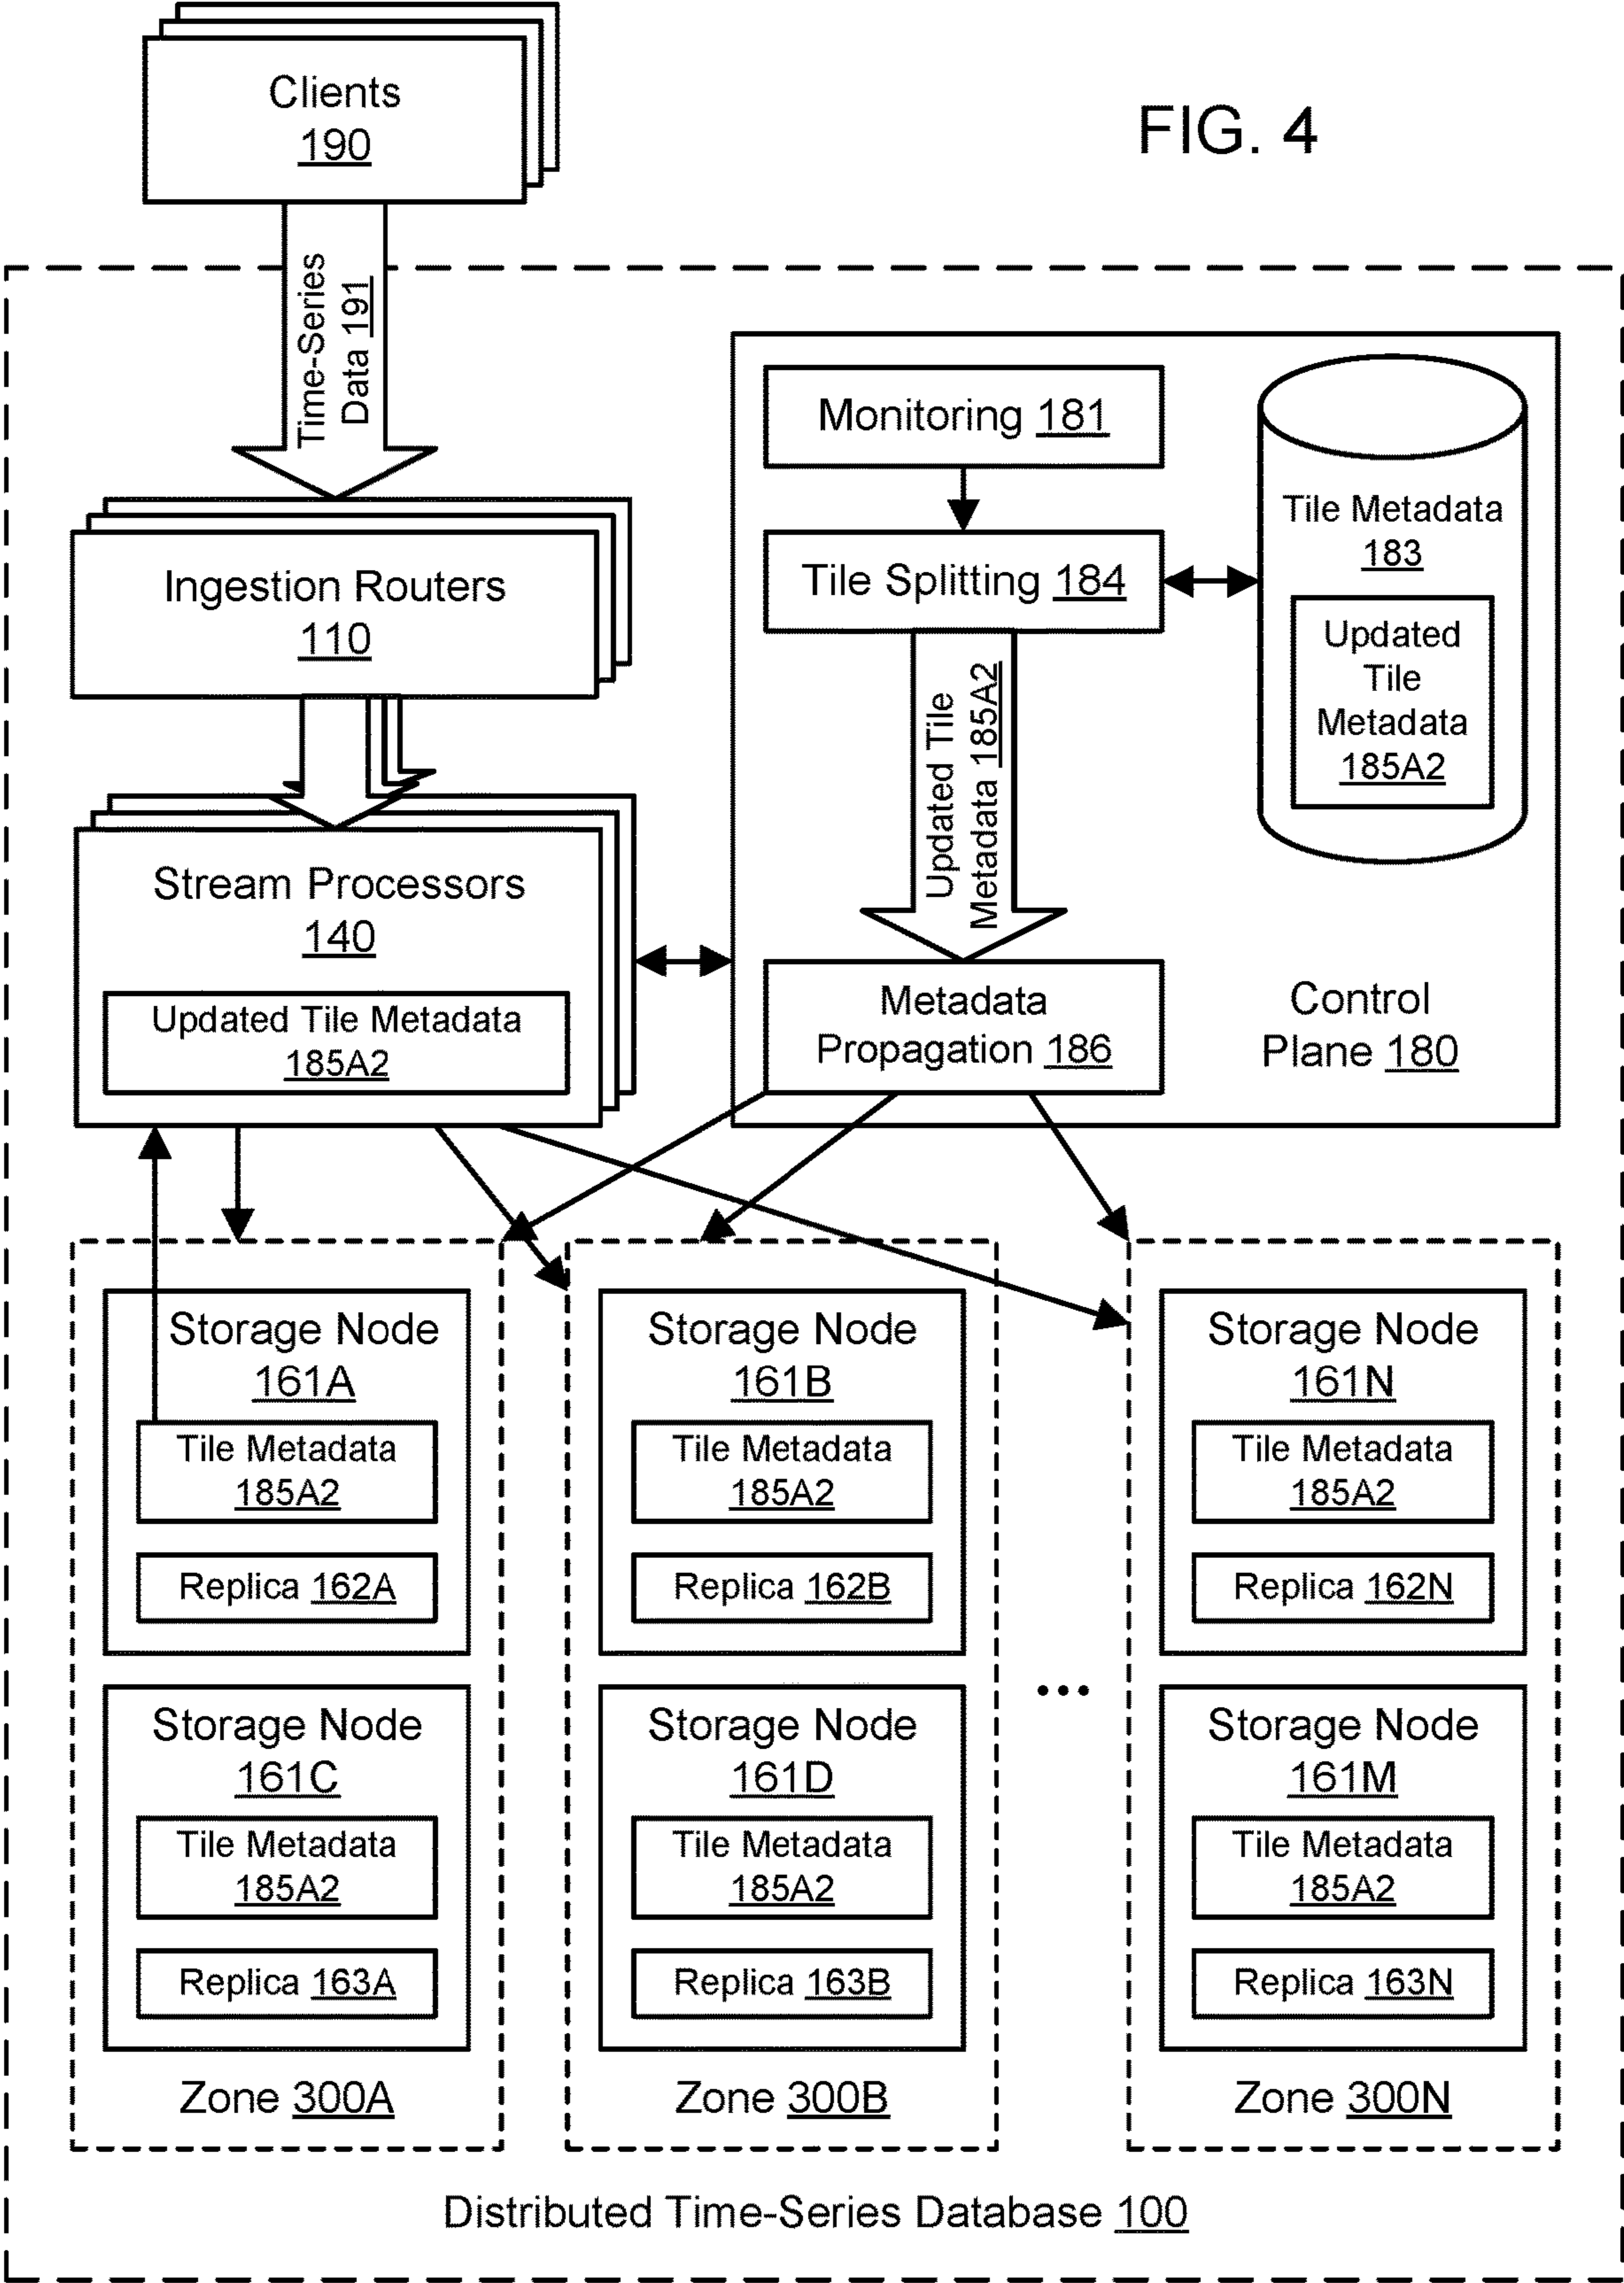 FIG. 4
Clients
190
Time-Series
Data 191
Ingestion Routers
110
Stream Processors
140
Updated Tile Metadata
185A2
Monitoring 181
Tile Splitting 184
Tile Metadata
183
Updated
Tile
Metadata
185A2
Updated Tile
Metadata 185A2
Metadata
Propagation 186
Control
Plane 180
Storage Node
161A
Tile Metadata
185A2
Replica 162A
Storage Node
161C
Tile Metadata
185A2
Replica 163A
Zone 300A
Storage Node
161B
Tile Metadata
185A2
Replica 162B
Storage Node
161D
Tile Metadata
185A2
Replica 163B
Zone 300B
...
Storage Node
161N
Tile Metadata
185A2
Replica 162N
Storage Node
161M
Tile Metadata
185A2
Replica 163N
Zone 300N
Distributed Time-Series Database 100